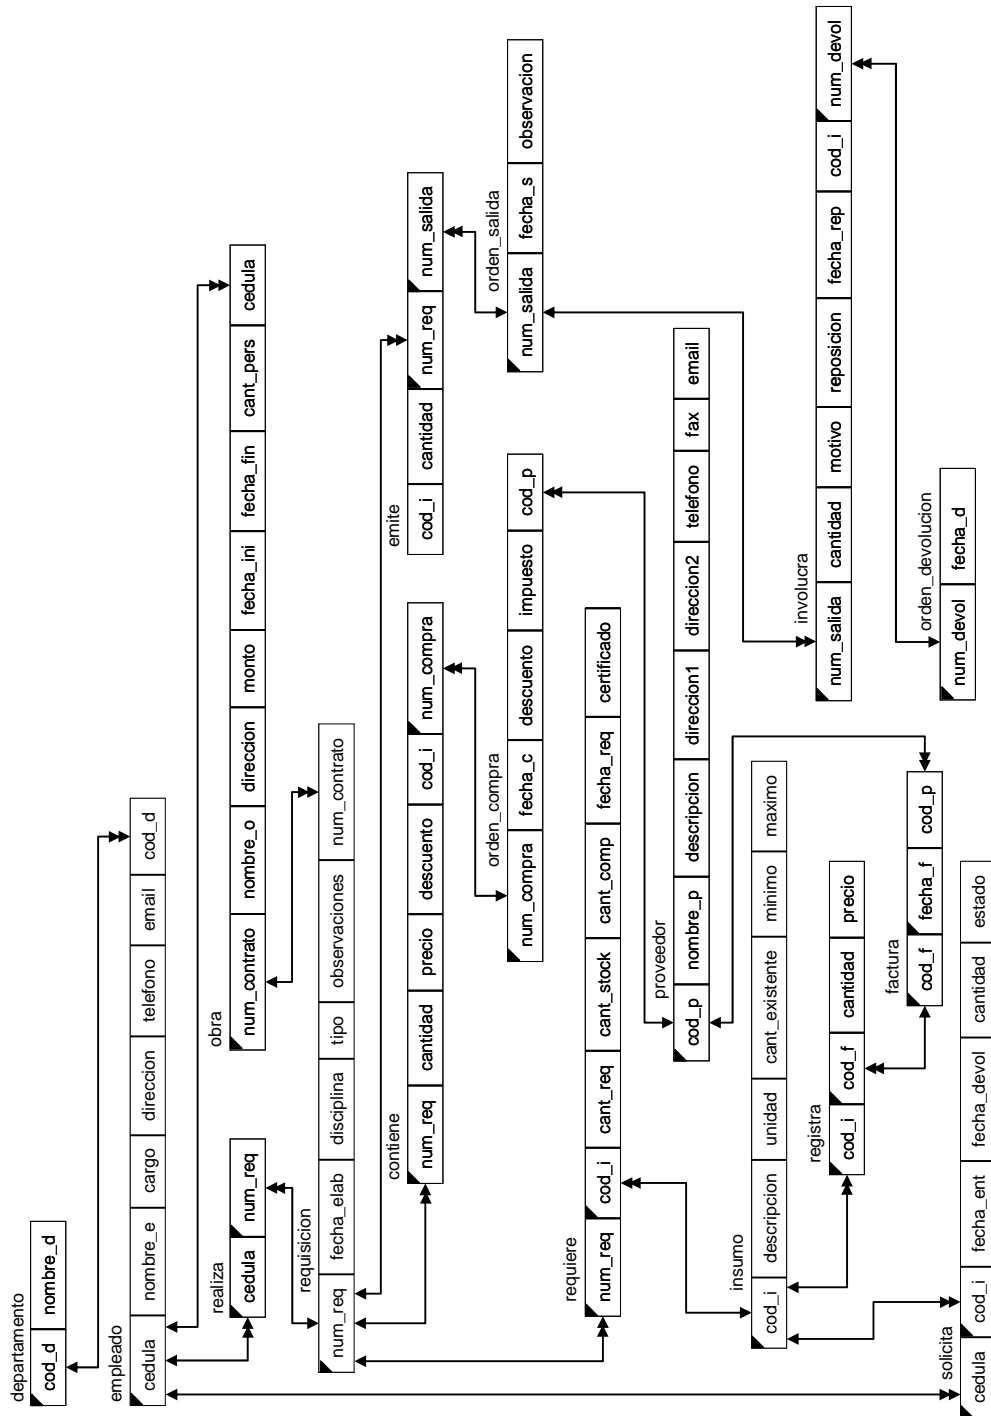 departamento
cod_d nombre_d
empleado
cedula nombre_e cargo direccion telefono email cod_d
realiza
cedula num_req
obra
num_contrato nombre_o direccion monto fecha_ini fecha_fin cant_pers cedula
requisicion
num_req fecha_elab disciplina tipo observaciones num_contrato
contiene
num_req cantidad precio descuento cod_i num_compra
emite
cod_i cantidad num_req num_salida
orden_compra
num_compra fecha_c descuento impuesto cod_p
orden_salida
num_salida fecha_s observacion
requiere
num_req cod_i cant_req cant_stock cant_comp fecha_req certificado
proveedor
cod_p nombre_p descripcion direccion1 direccion2 telefono fax email
insumo
cod_i descripcion unidad cant_existente minimo maximo
registra
cod_i cod_f cantidad precio
involucra
num_salida cantidad motivo reposicion fecha_rep cod_i num_devol
factura
cod_f fecha_f cod_p
orden_devolucion
num_devol fecha_d
solicita
cedula cod_i fecha_ent fecha_devol cantidad estado